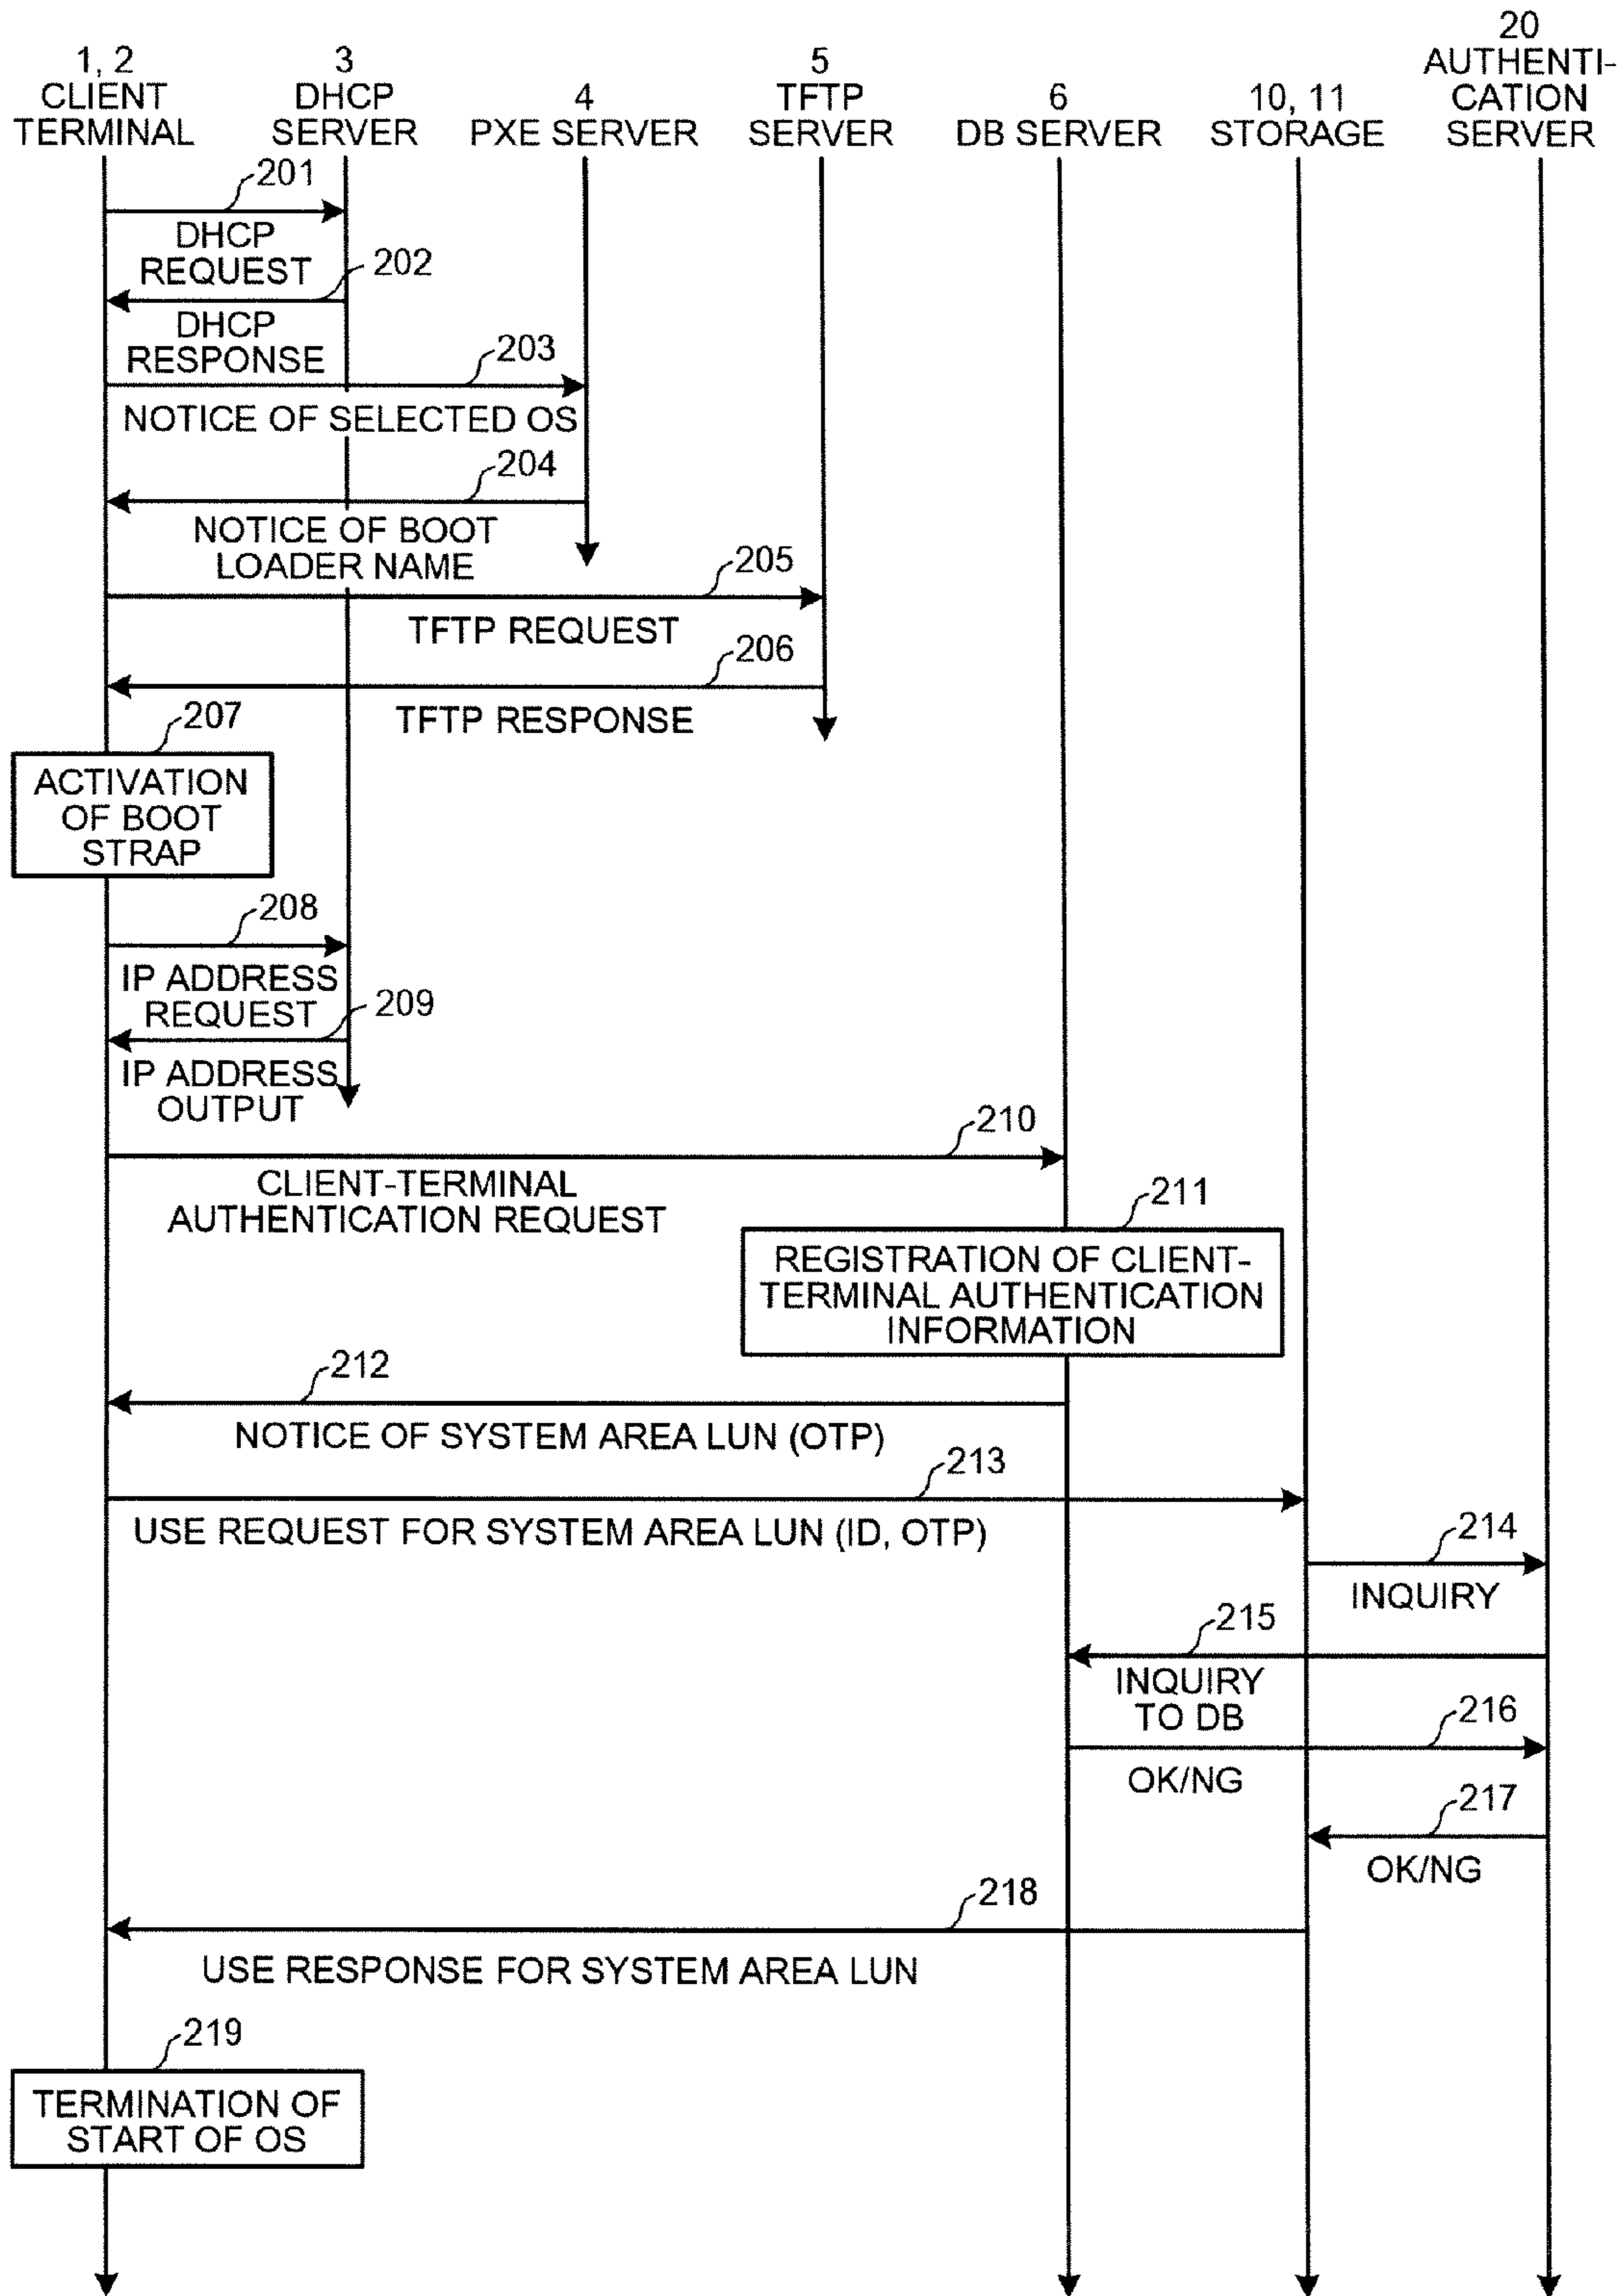 1, 2
CLIENT
TERMINAL
3
DHCP
SERVER
4
PXE SERVER
5
TFTP
SERVER
6
DB SERVER
10, 11
STORAGE
20
AUTHENTI-
CATION
SERVER
201
DHCP
REQUEST
202
DHCP
RESPONSE
203
NOTICE OF SELECTED OS
204
NOTICE OF BOOT
LOADER NAME
205
TFTP REQUEST
206
TFTP RESPONSE
207
ACTIVATION
OF BOOT
STRAP
208
IP ADDRESS
REQUEST
209
IP ADDRESS
OUTPUT
210
CLIENT-TERMINAL
AUTHENTICATION REQUEST
211
REGISTRATION OF CLIENT-
TERMINAL AUTHENTICATION
INFORMATION
212
NOTICE OF SYSTEM AREA LUN (OTP)
213
USE REQUEST FOR SYSTEM AREA LUN (ID, OTP)
214
INQUIRY
215
INQUIRY
TO DB
216
OK/NG
217
OK/NG
218
USE RESPONSE FOR SYSTEM AREA LUN
219
TERMINATION OF
START OF OS